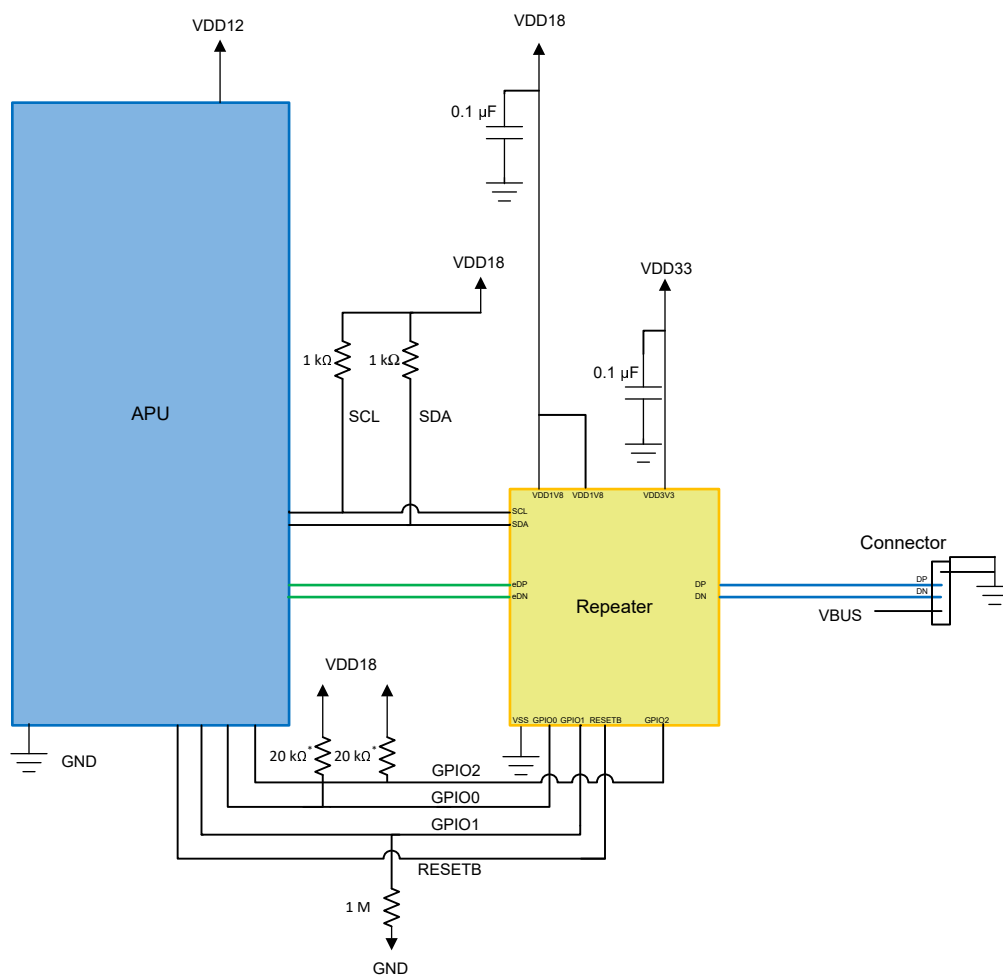 VDD12
VDD18
0.1 µF
VDD18
VDD33
1 kΩ
1 kΩ
0.1 µF
APU
SCL
SDA
VDD1V8
VDD1V8
VDD3V3
SCL
SDA
Connector
eDP
eDN
DP
DN
DP
DN
Repeater
VBUS
VDD18
VSS
GPIO0
GPIO1
RESETB
GPIO2
GND
20 kΩ*
20 kΩ*
GPIO2
GPIO0
GPIO1
RESETB
1 M
GND